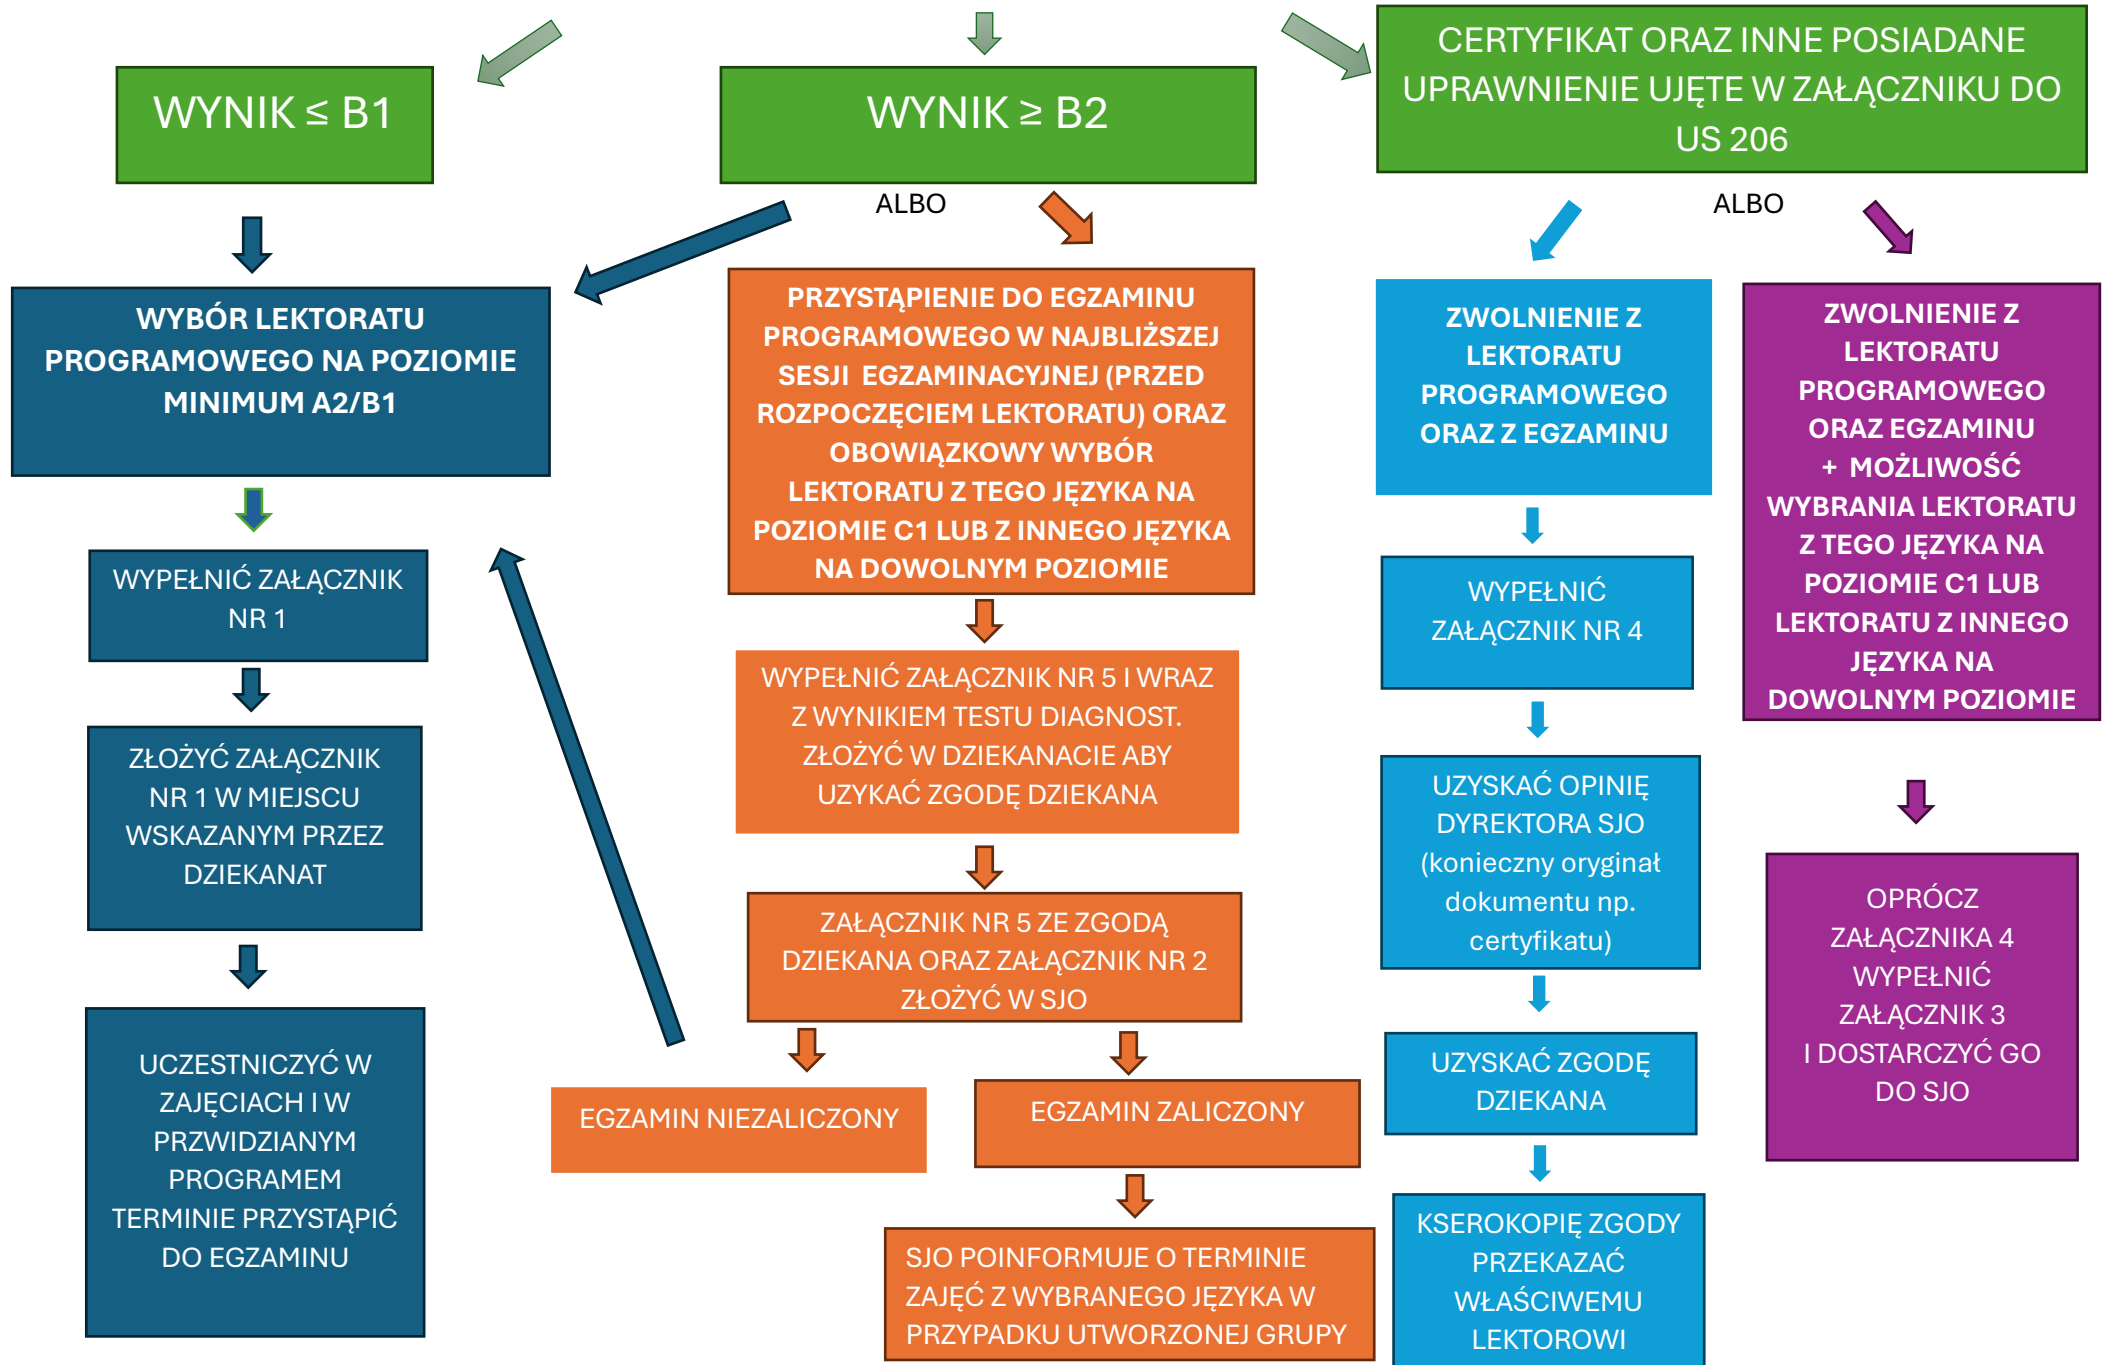 WYNIK ≤ B1
WYBÓR LEKTORATU
PROGRAMOWEGO NA POZIOMIE
MINIMUM A2/B1
WYPEŁNIĆ ZAŁĄCZNIK
NR 1
ZŁOŻYĆ ZAŁĄCZNIK
NR 1 W MIEJSCU
WSKAZANYM PRZEZ
DZIEKANAT
UCZESTNICZYĆ W
ZAJĘCIACH I W
PRZWIDZIANYM
PROGRAMEM
TERMINIE PRZYSTĄPIĆ
DO EGZAMINU
WYNIK ≥ B2
ALBO
PRZYSTĄPIENIE DO EGZAMINU
PROGRAMOWEGO W NAJBLIŻSZEJ
SESJI EGZAMINACYJNEJ (PRZED
ROZPOCZĘCIEM LEKTORATU) ORAZ
OBOWIĄZKOWY WYBÓR
LEKTORATU Z TEGO JĘZYKA NA
POZIOMIE C1 LUB Z INNEGO JĘZYKA
NA DOWOLNYM POZIOMIE
WYPEŁNIĆ ZAŁĄCZNIK NR 5 I WRAZ
Z WYNIKIEM TESTU DIAGNOST.
ZŁOŻYĆ W DZIEKANACIE ABY
UZYKAĆ ZGODĘ DZIEKANA
ZAŁĄCZNIK NR 5 ZE ZGODĄ
DZIEKANA ORAZ ZAŁĄCZNIK NR 2
ZŁOŻYĆ W SJO
EGZAMIN NIEZALICZONY
EGZAMIN ZALICZONY
SJO POINFORMUJE O TERMINIE
ZAJĘĆ Z WYBRANEGO JĘZYKA W
PRZYPADKU UTWORZONEJ GRUPY
CERTYFIKAT ORAZ INNE POSIADANE
UPRAWNIENIE UJĘTE W ZAŁĄCZNIKU DO
US 206
ALBO
ZWOLNIENIE Z
LEKTORATU
PROGRAMOWEGO
ORAZ Z EGZAMINU
WYPEŁNIĆ
ZAŁĄCZNIK NR 4
UZYSKAĆ OPINIĘ
DYREKTORA SJO
(konieczny oryginał
dokumentu np.
certyfikatu)
UZYSKAĆ ZGODĘ
DZIEKANA
KSEROKOPIĘ ZGODY
PRZEKAZAĆ
WŁAŚCIWEMU
LEKTOROWI
ZWOLNIENIE Z
LEKTORATU
PROGRAMOWEGO
ORAZ EGZAMINU
+ MOŻLIWOŚĆ
WYBRANIA LEKTORATU
Z TEGO JĘZYKA NA
POZIOMIE C1 LUB
LEKTORATU Z INNEGO
JĘZYKA NA
DOWOLNYM POZIOMIE
OPRÓCZ
ZAŁĄCZNIKA 4
WYPEŁNIĆ
ZAŁĄCZNIK 3
I DOSTARCZYĆ GO
DO SJO